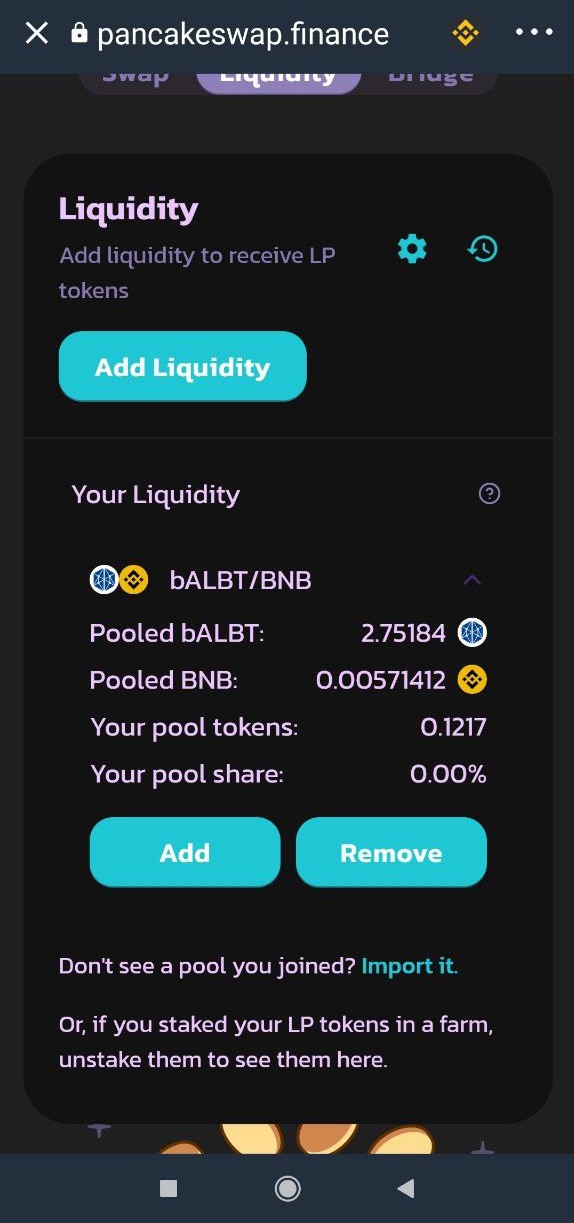 pancakeswap.finance
Swap Liquidity Bridge
Liquidity
Add liquidity to receive LP
tokens
Add Liquidity
Your Liquidity
bALBT/BNB
Pooled bALBT: 2.75184
Pooled BNB: 0.00571412
Your pool tokens: 0.1217
Your pool share: 0.00%
Add Remove
Don't see a pool you joined? Import it.
Or, if you staked your LP tokens in a farm,
unstake them to see them here.